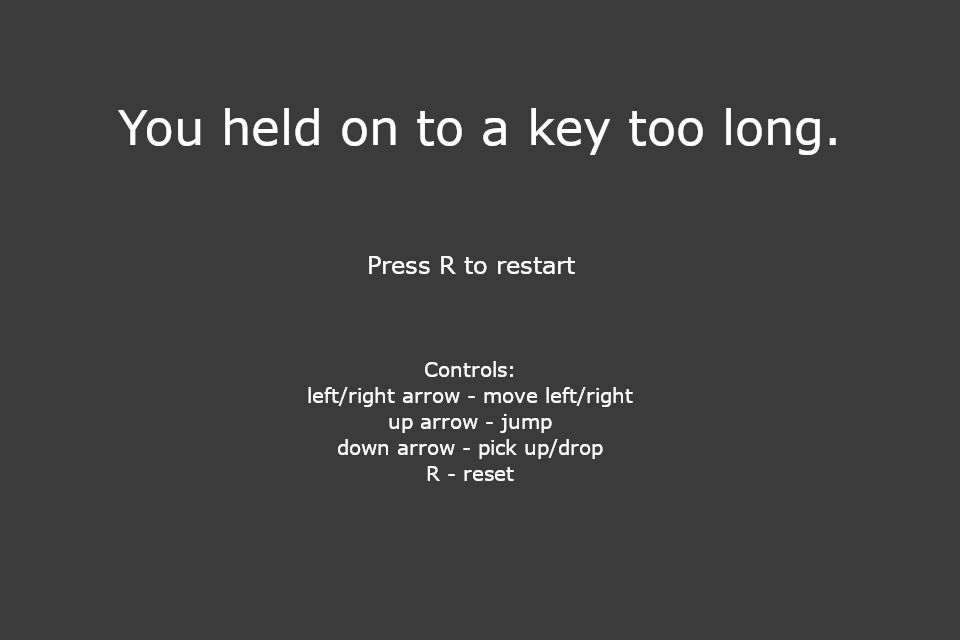 You held on to a key too long.
Press R to restart
Controls:
left/right arrow - move left/right
up arrow - jump
down arrow - pick up/drop
R - reset